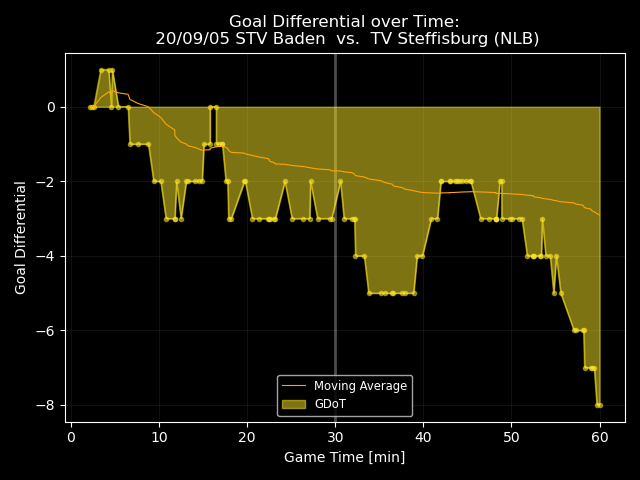 Goal Differential over Time:
20/09/05 STV Baden  vs.  TV Steffisburg (NLB)
Goal Differential
0
−2
−4
−6
−8
Moving Average
GDoT
0 10 20 30 40 50 60
Game Time [min]